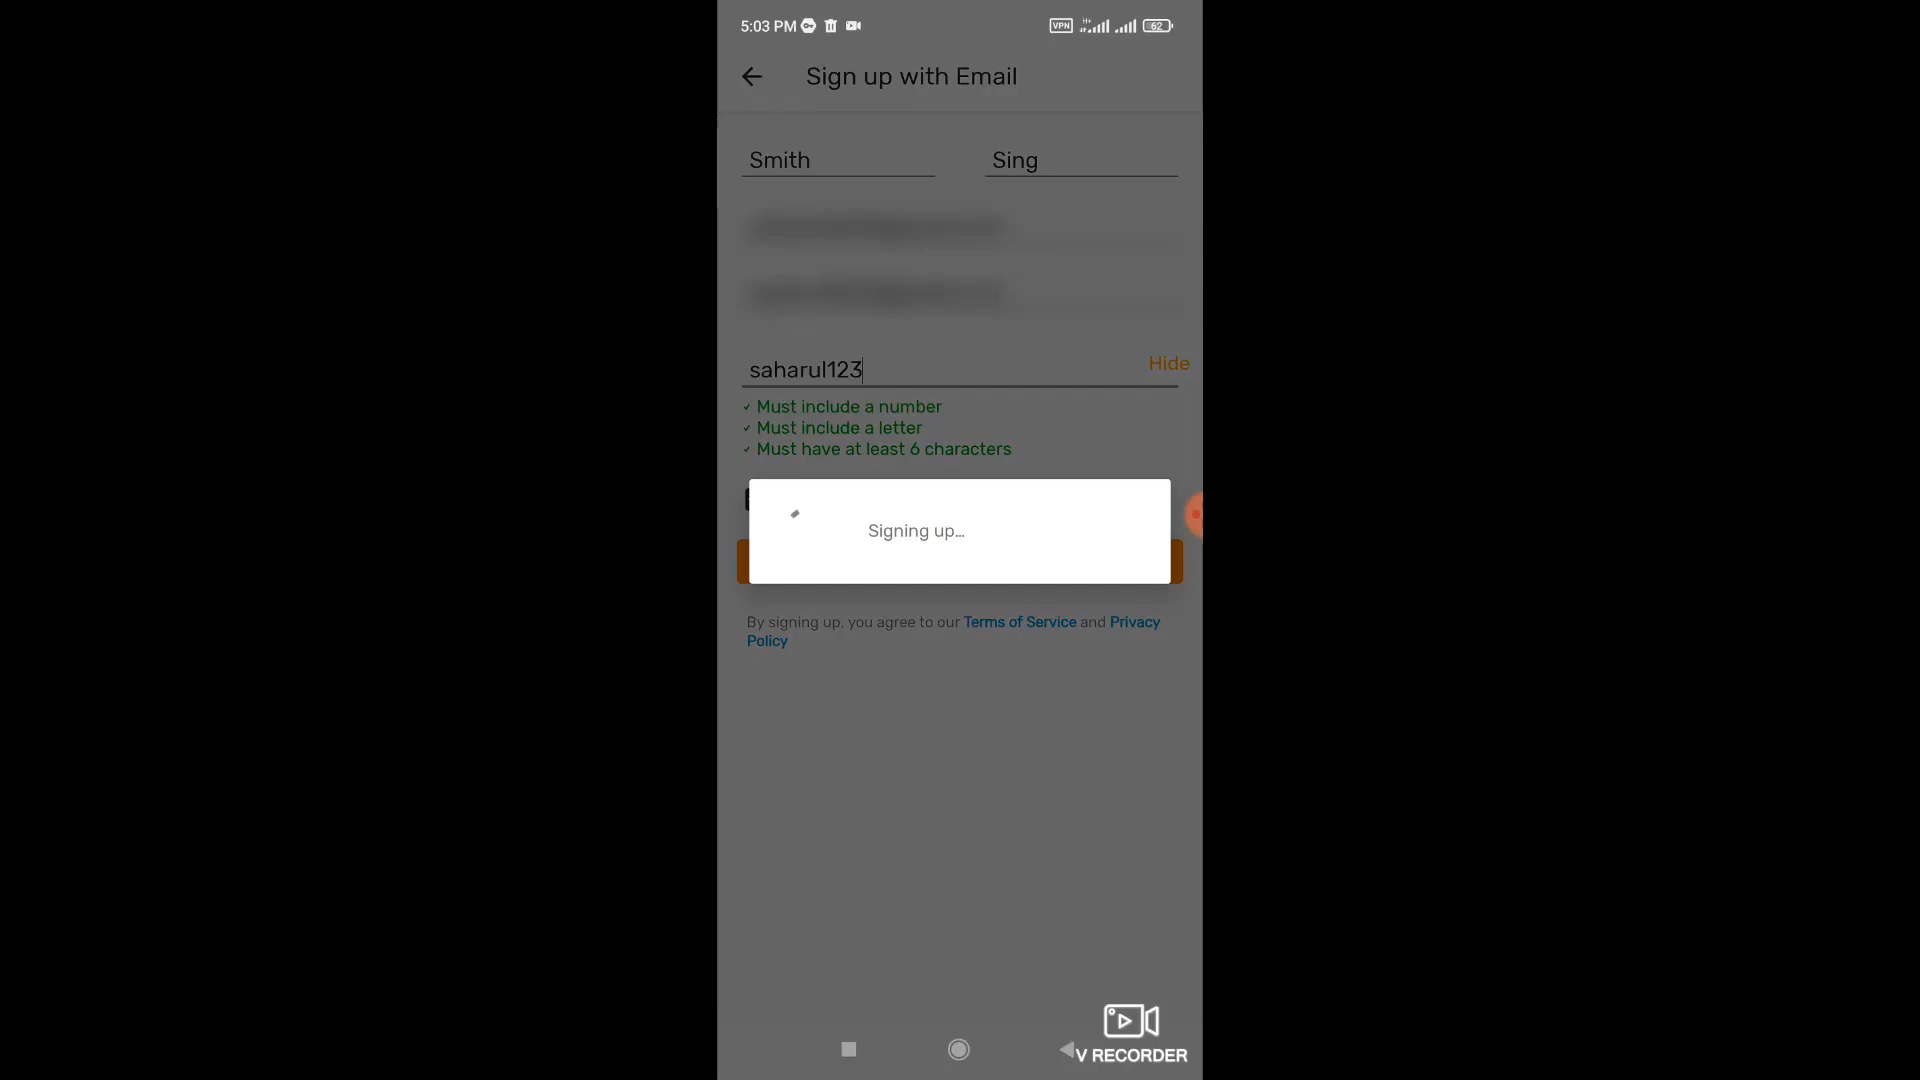 5:03 PM
VPN
H+
62
Sign up with Email
Smith
Sing
saharul123
Hide
Must include a number
Must include a letter
Must have at least 6 characters
Signing up...
By signing up, you agree to our Terms of Service and Privacy
Policy
V RECORDER